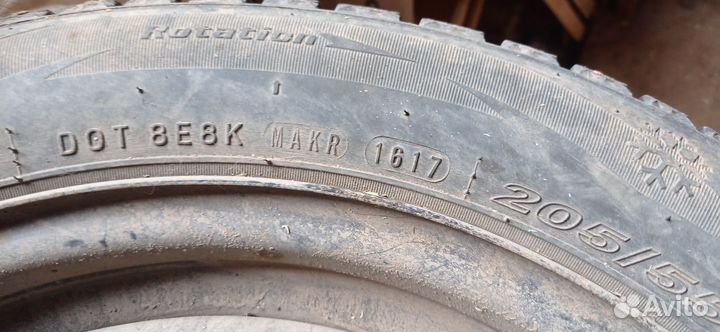 Rotation
DOT 8E8K MAKR 1617
205/5
Avito